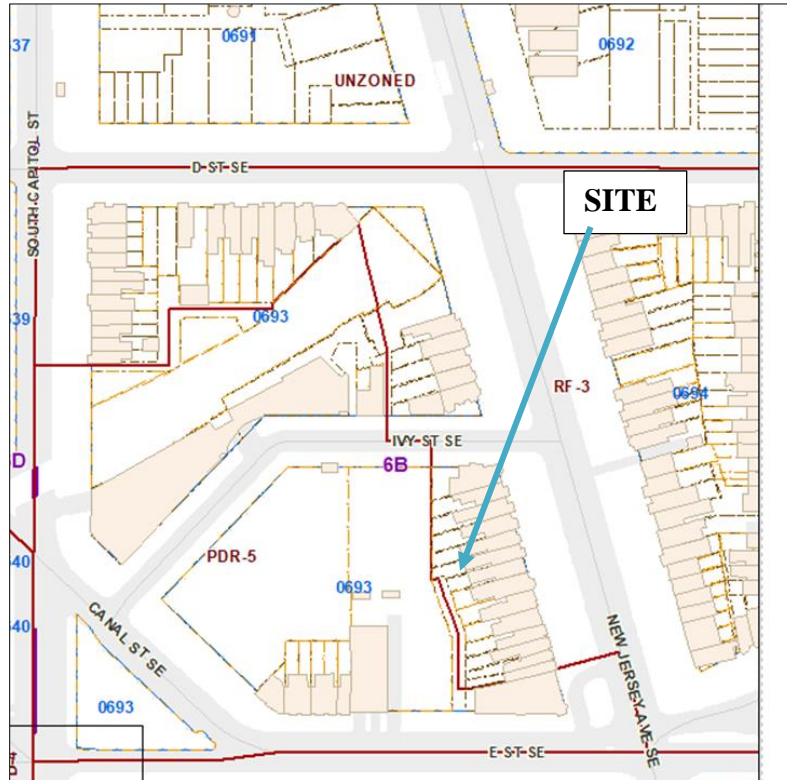 37
0691
0692
UNZONED
SOUTH CAPITOL ST
D ST SE
SITE
39
0693
RF-3
0694
IVY ST SE
D
6B
PDR-5
40
0693
CANAL ST SE
40
NEW JERSEY AVE SE
0693
E ST SE